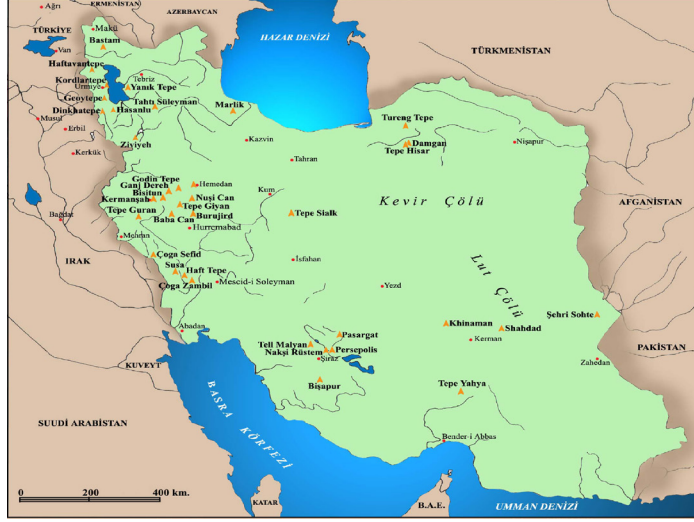 Ağrı
ERMENİSTAN
AZERBAYCAN
Makü
TÜRKİYE
Bastam
HAZAR DENİZİ
Van
TÜRKMENİSTAN
Haftavantepe
Tebriz
Kordlartepe
Urmiye
Yanık Tepe
Geoytepe
Tahtı Süleyman
Dinkhatepe
Hasanlu
Marlik
Musul
Tureng Tepe
Erbil
Ziyiyeh
Kazvin
Damgan
Nişapur
Tepe Hisar
Kerkük
Tahran
Godin Tepe
Hemedan
Ganj Dereh
Bisitun
Kum
Kermanşah
Nuşi Can
Kevir Çölü
AFGANİSTAN
Tepe Giyan
Tepe Guran
Burujird
Tepe Sialk
Bağdat
Baba Can
Hurremabad
Mehran
IRAK
Çoga Sefid
İsfahan
Lut Çölü
Susa
Haft Tepe
Çoga Zambil
Mescid-i Soleyman
Yezd
Şehri Sohte
Khinaman
Shahdad
Abadan
Pasargat
Kerman
Tell Malyan
PAKİSTAN
Nakşi Rüstem
Persepolis
Şiraz
Zahedan
KUVEYT
Bişapur
Tepe Yahya
BASRA KÖRFEZİ
SUUDİ ARABİSTAN
Bender-i Abbas
0 200 400 km.
KATAR
B.A.E.
UMMAN DENİZİ